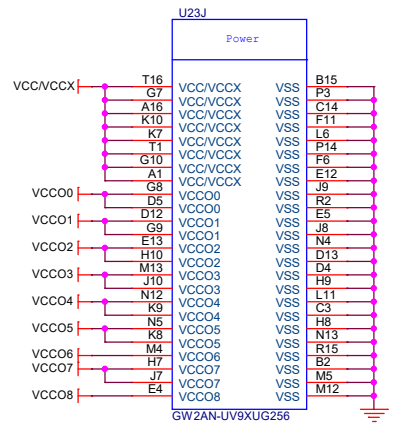 U23J
Power
VCC/VCCX T16 VCC/VCCX VSS B15
G7 VCC/VCCX VSS P3
A16 VCC/VCCX VSS C14
K10 VCC/VCCX VSS F11
K7 VCC/VCCX VSS L6
T1 VCC/VCCX VSS P14
G10 VCC/VCCX VSS F6
A1 VCC/VCCX VSS E12
VCCO0 G8 VCCO0 VSS J9
D5 VCCO0 VSS R2
VCCO1 D12 VCCO1 VSS E5
G9 VCCO1 VSS J8
VCCO2 E13 VCCO2 VSS N4
H10 VCCO2 VSS D13
VCCO3 M13 VCCO3 VSS D4
J10 VCCO3 VSS H9
VCCO4 N12 VCCO4 VSS L11
K9 VCCO4 VSS C3
VCCO5 N5 VCCO5 VSS H8
K8 VCCO5 VSS N13
VCCO6 M4 VCCO6 VSS R15
VCCO7 H7 VCCO7 VSS B2
J7 VCCO7 VSS M5
VCCO8 E4 VCCO8 VSS M12
GW2AN-UV9XUG256